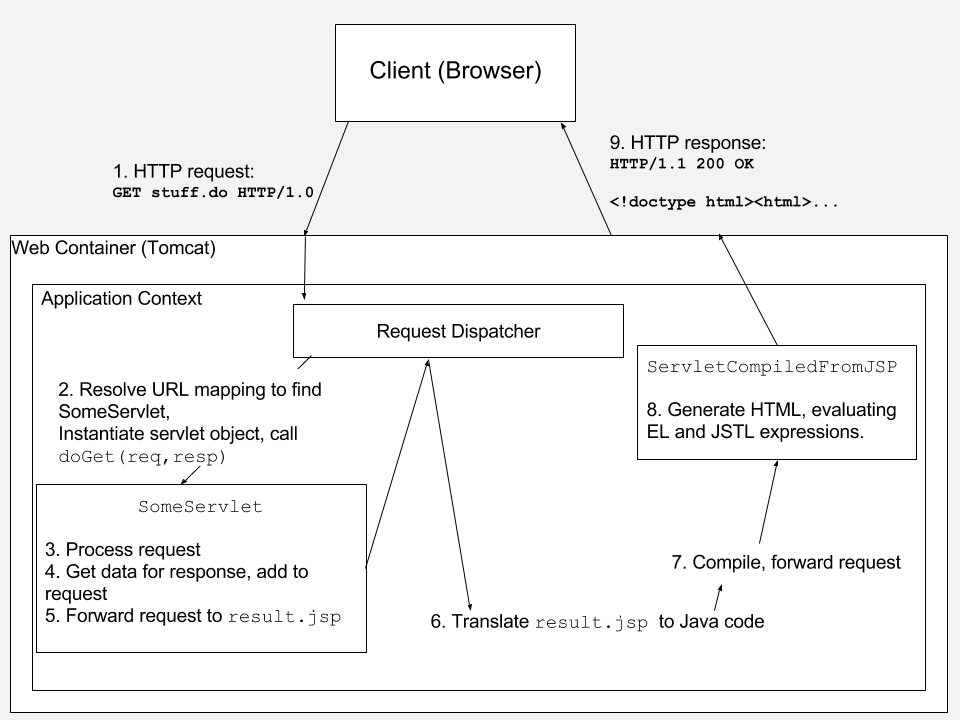 Client (Browser)
1. HTTP request:
GET stuff.do HTTP/1.0
9. HTTP response:
HTTP/1.1 200 OK
<!doctype html><html>...
Web Container (Tomcat)
Application Context
Request Dispatcher
2. Resolve URL mapping to find
SomeServlet,
Instantiate servlet object, call
doGet(req,resp)
SomeServlet
3. Process request
4. Get data for response, add to
request
5. Forward request to result.jsp
6. Translate result.jsp to Java code
7. Compile, forward request
ServletCompiledFromJSP
8. Generate HTML, evaluating
EL and JSTL expressions.